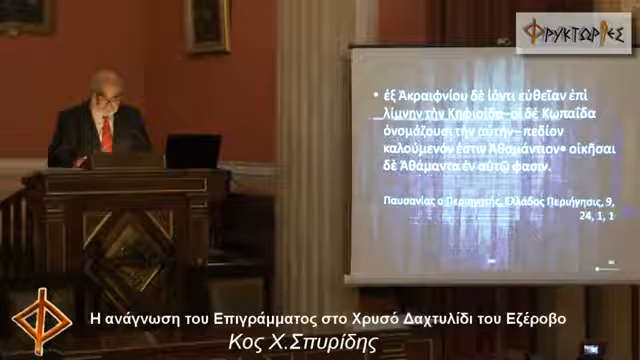 ΦΡΥΚΤΩΡΙΕΣ
• ἐξ Ἀκραιφνίου δὲ ἰόντι εὐθεῖαν ἐπὶ
λίμνην τὴν Κηφισίδα–οἱ δὲ Κωπαΐδα
ὀνομάζουσι τὴν αὐτήν–πεδίον
καλούμενόν ἐστιν Ἀθαμάντιον• οἰκῆσαι
δὲ Ἀθάμαντα ἐν αὐτῷ φασιν.
Παυσανίας ο Περιηγητής, Ελλάδος Περιήγησις, 9,
24, 1, 1
Η ανάγνωση του Επιγράμματος στο Χρυσό Δαχτυλίδι του Εζέροβο
Κος Χ.Σπυρίδης